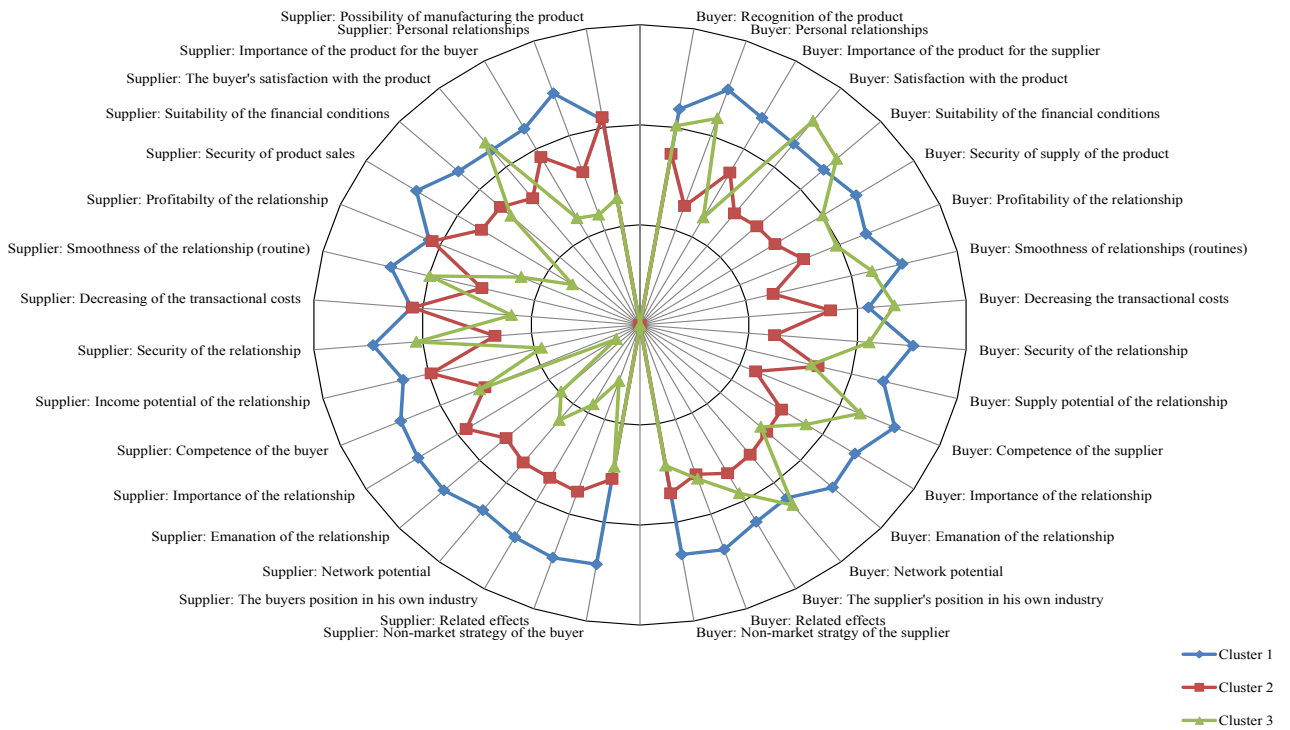 Supplier: Possibility of manufacturing the product
Supplier: Personal relationships
Supplier: Importance of the product for the buyer
Supplier: The buyer's satisfaction with the product
Supplier: Suitability of the financial conditions
Supplier: Security of product sales
Supplier: Profitabilty of the relationship
Supplier: Smoothness of the relationship (routine)
Supplier: Decreasing of the transactional costs
Supplier: Security of the relationship
Supplier: Income potential of the relationship
Supplier: Competence of the buyer
Supplier: Importance of the relationship
Supplier: Emanation of the relationship
Supplier: Network potential
Supplier: The buyers position in his own industry
Supplier: Related effects
Supplier: Non-market strategy of the buyer
Buyer: Recognition of the product
Buyer: Personal relationships
Buyer: Importance of the product for the supplier
Buyer: Satisfaction with the product
Buyer: Suitability of the financial conditions
Buyer: Security of supply of the product
Buyer: Profitability of the relationship
Buyer: Smoothness of relationships (routines)
Buyer: Decreasing the transactional costs
Buyer: Security of the relationship
Buyer: Supply potential of the relationship
Buyer: Competence of the supplier
Buyer: Importance of the relationship
Buyer: Emanation of the relationship
Buyer: Network potential
Buyer: The supplier's position in his own industry
Buyer: Related effects
Buyer: Non-market stratgy of the supplier
Cluster 1
Cluster 2
Cluster 3